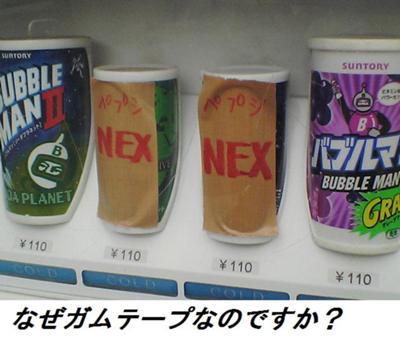 SUNTORY
BUBBLE
MAN II
B
PLANET
ペプシ
NEX
ペプシ
NEX
SUNTORY
B
バブルマ
BUBBLE MAN
GRA
¥110
¥110
¥110
¥110
COLD
COLD
COLD
COLD
なぜガムテープなのですか？